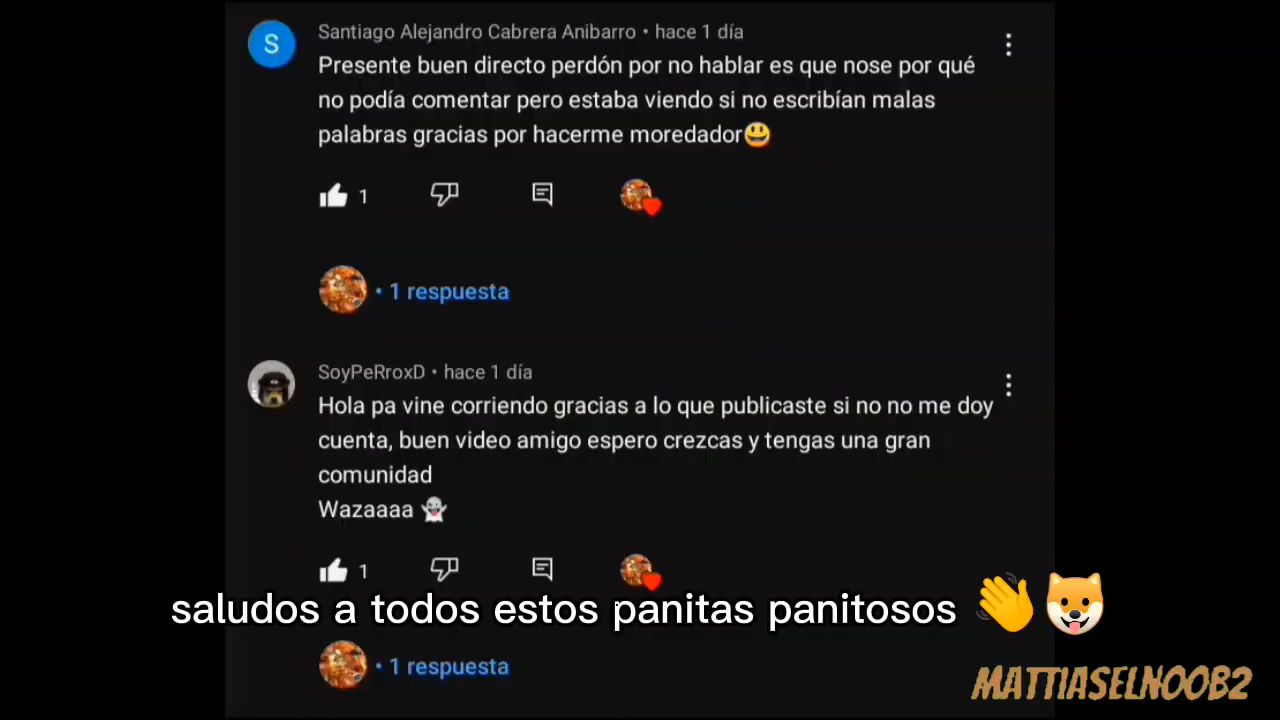 S
Santiago Alejandro Cabrera Anibarro • hace 1 día
Presente buen directo perdón por no hablar es que nose por qué
no podía comentar pero estaba viendo si no escribían malas
palabras gracias por hacerme moredador😃
1
• 1 respuesta
SoyPeRroxD • hace 1 día
Hola pa vine corriendo gracias a lo que publicaste si no no me doy
cuenta, buen video amigo espero crezcas y tengas una gran
comunidad
Wazaaaa 👻
1
saludos a todos estos panitas panitosos 👋🐶
• 1 respuesta
MATTIASELNOOB2